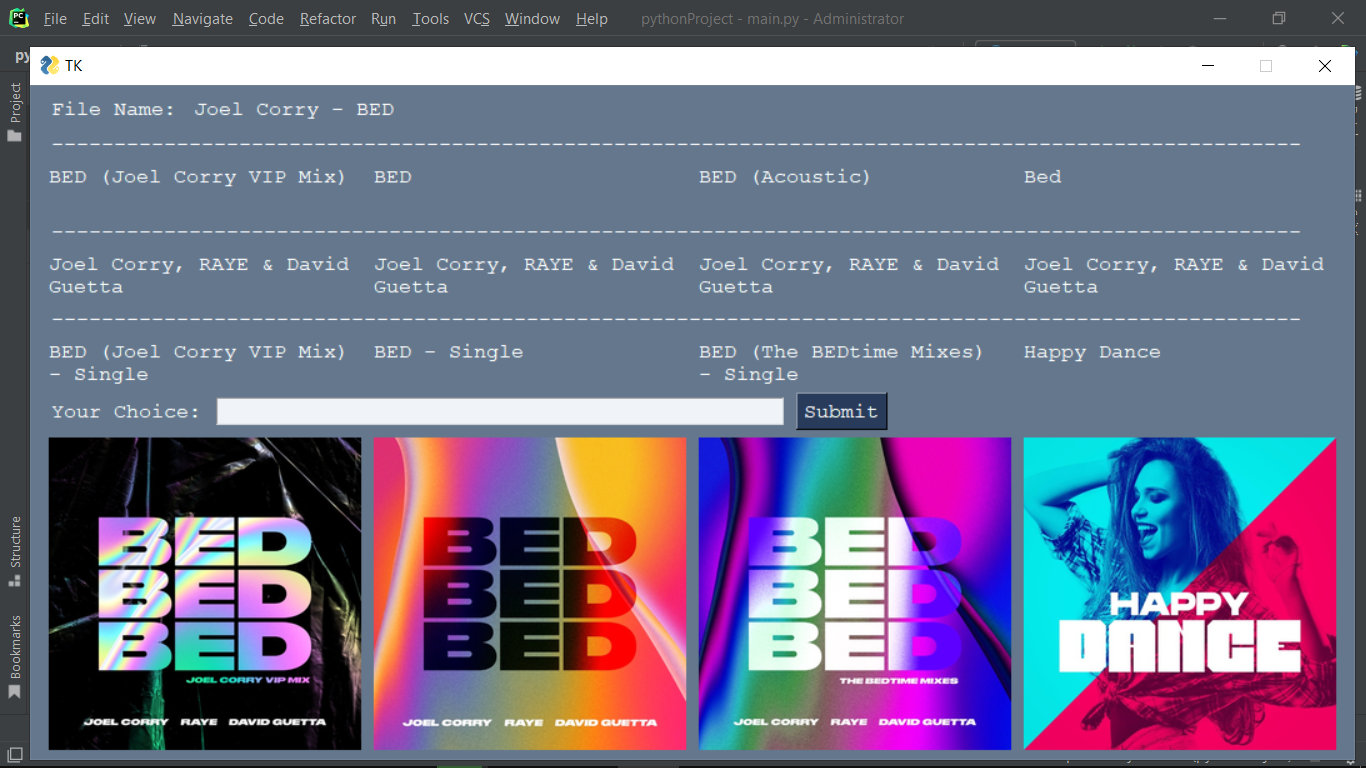 PC File Edit View Navigate Code Refactor Run Tools VCS Window Help pythonProject - main.py - Administrator
py
TK
Project
File Name: Joel Corry - BED
BED (Joel Corry VIP Mix) BED BED (Acoustic) Bed
Joel Corry, RAYE & David Joel Corry, RAYE & David Joel Corry, RAYE & David Joel Corry, RAYE & David
Guetta Guetta Guetta Guetta
BED (Joel Corry VIP Mix) BED - Single BED (The BEDtime Mixes) Happy Dance
- Single - Single
Your Choice: Submit
Structure
Bookmarks
BED
BED
BED
JOEL CORRY VIP MIX
JOEL CORRY RAYE DAVID GUETTA
BED
BED
BED
JOEL CORRY RAYE DAVID GUETTA
BED
BED
BED
THE BEDTIME MIXES
JOEL CORRY RAYE DAVID GUETTA
HAPPY
DANCE